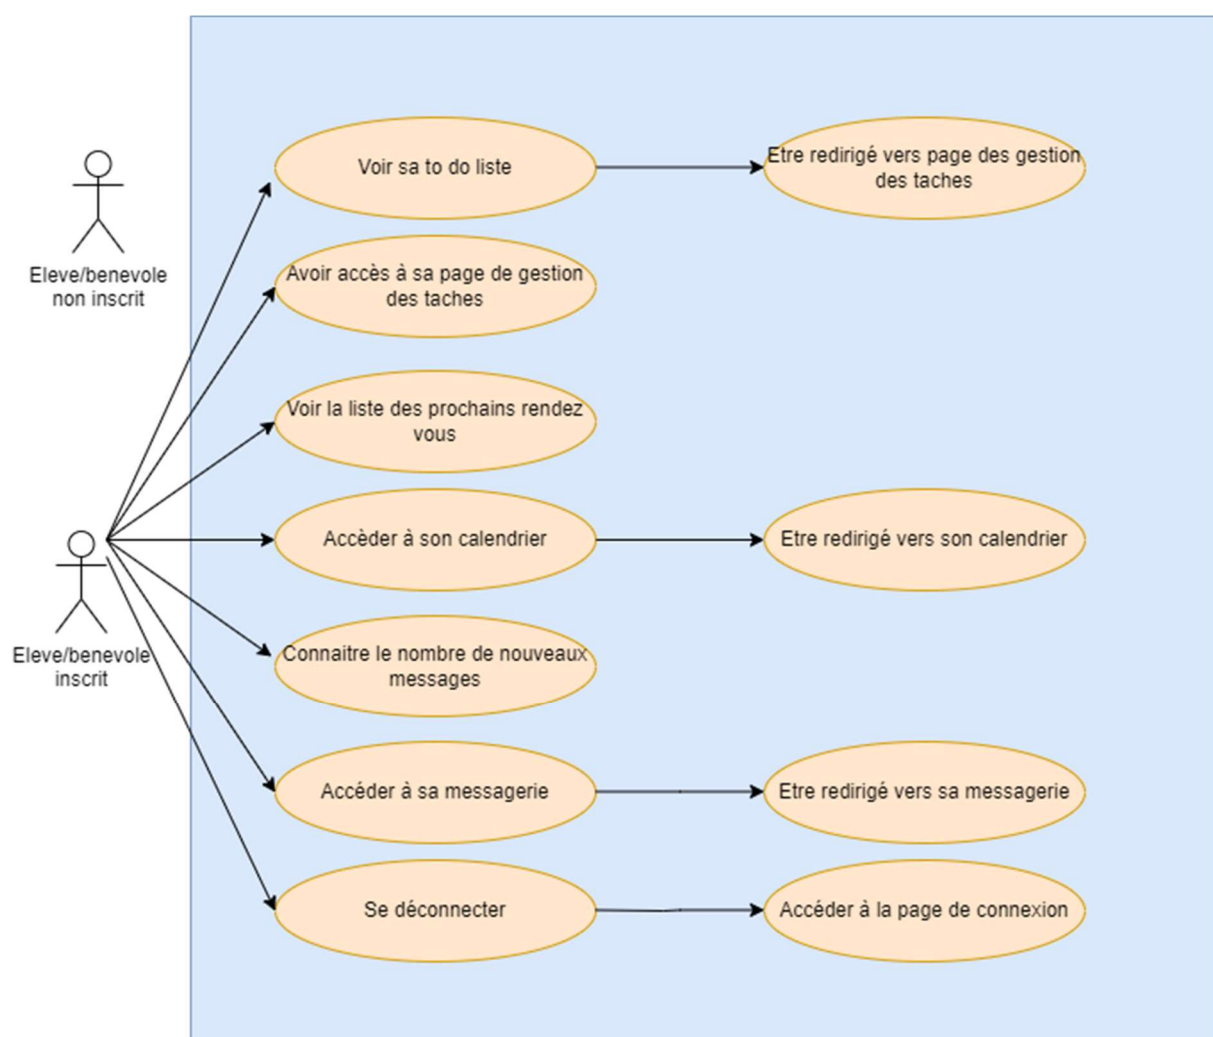 Voir sa to do liste
Etre redirigé vers page des gestion
des taches
Eleve/benevole
non inscrit
Avoir accès à sa page de gestion
des taches
Voir la liste des prochains rendez
vous
Accèder à son calendrier
Etre redirigé vers son calendrier
Eleve/benevole
inscrit
Connaitre le nombre de nouveaux
messages
Accéder à sa messagerie
Etre redirigé vers sa messagerie
Se déconnecter
Accéder à la page de connexion